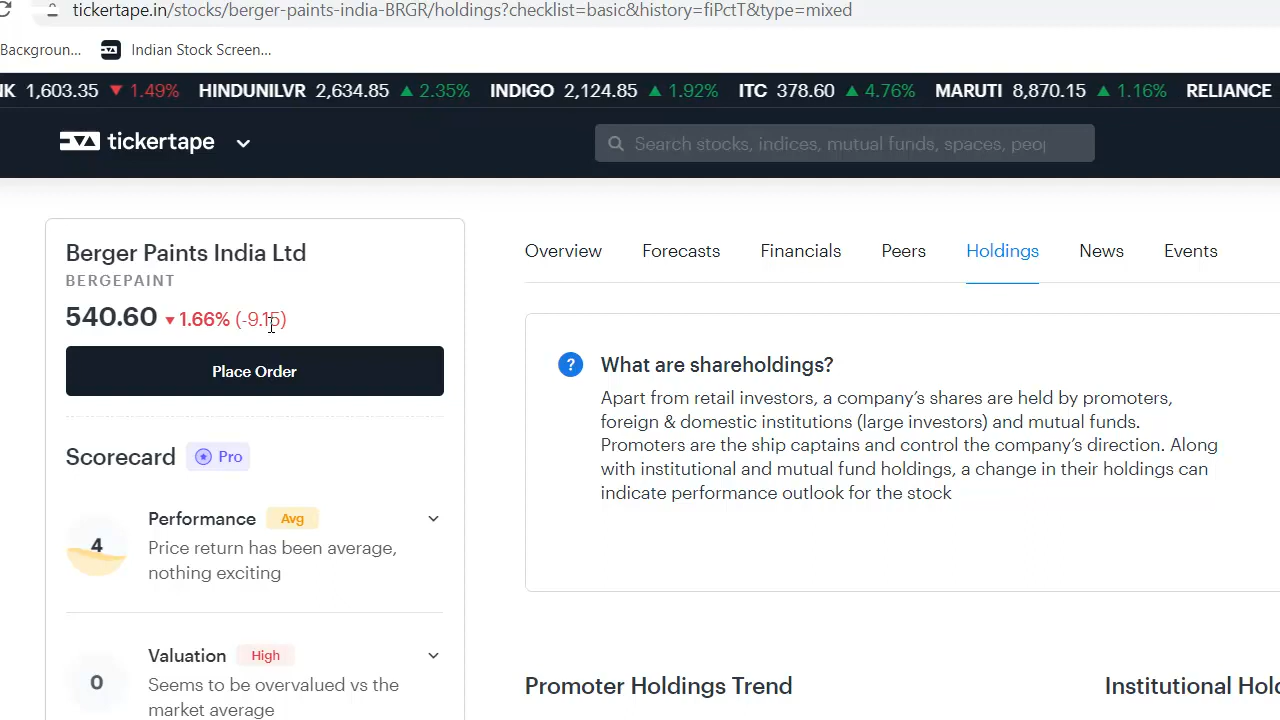 tickertape.in/stocks/berger-paints-india-BRGR/holdings?checklist=basic&history=fiPctT&type=mixed
Backgroun... Indian Stock Screen...
NK 1,603.35 ▼ 1.49% HINDUNILVR 2,634.85 ▲ 2.35% INDIGO 2,124.85 ▲ 1.92% ITC 378.60 ▲ 4.76% MARUTI 8,870.15 ▲ 1.16% RELIANCE
tickertape
Search stocks, indices, mutual funds, spaces, peop
Berger Paints India Ltd
BERGEPAINT
540.60 ▼ 1.66% (-9.15)
Place Order
Scorecard Pro
Performance Avg
4
Price return has been average,
nothing exciting
Valuation High
0
Seems to be overvalued vs the
market average
Overview Forecasts Financials Peers Holdings News Events
? What are shareholdings?
Apart from retail investors, a company's shares are held by promoters,
foreign & domestic institutions (large investors) and mutual funds.
Promoters are the ship captains and control the company's direction. Along
with institutional and mutual fund holdings, a change in their holdings can
indicate performance outlook for the stock
Promoter Holdings Trend
Institutional Hold